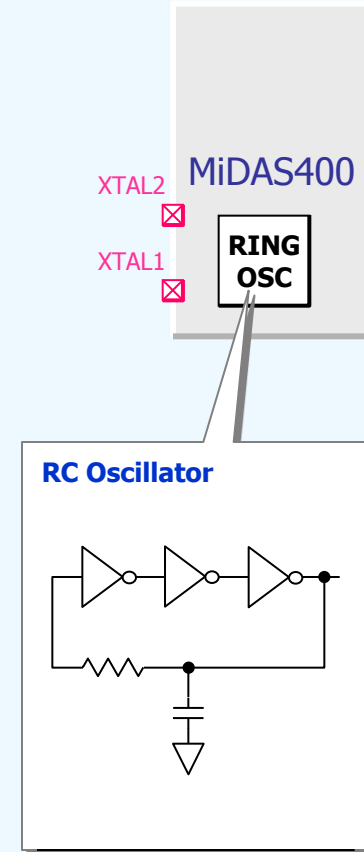 MiDAS400
XTAL2
XTAL1
RING
OSC
RC Oscillator